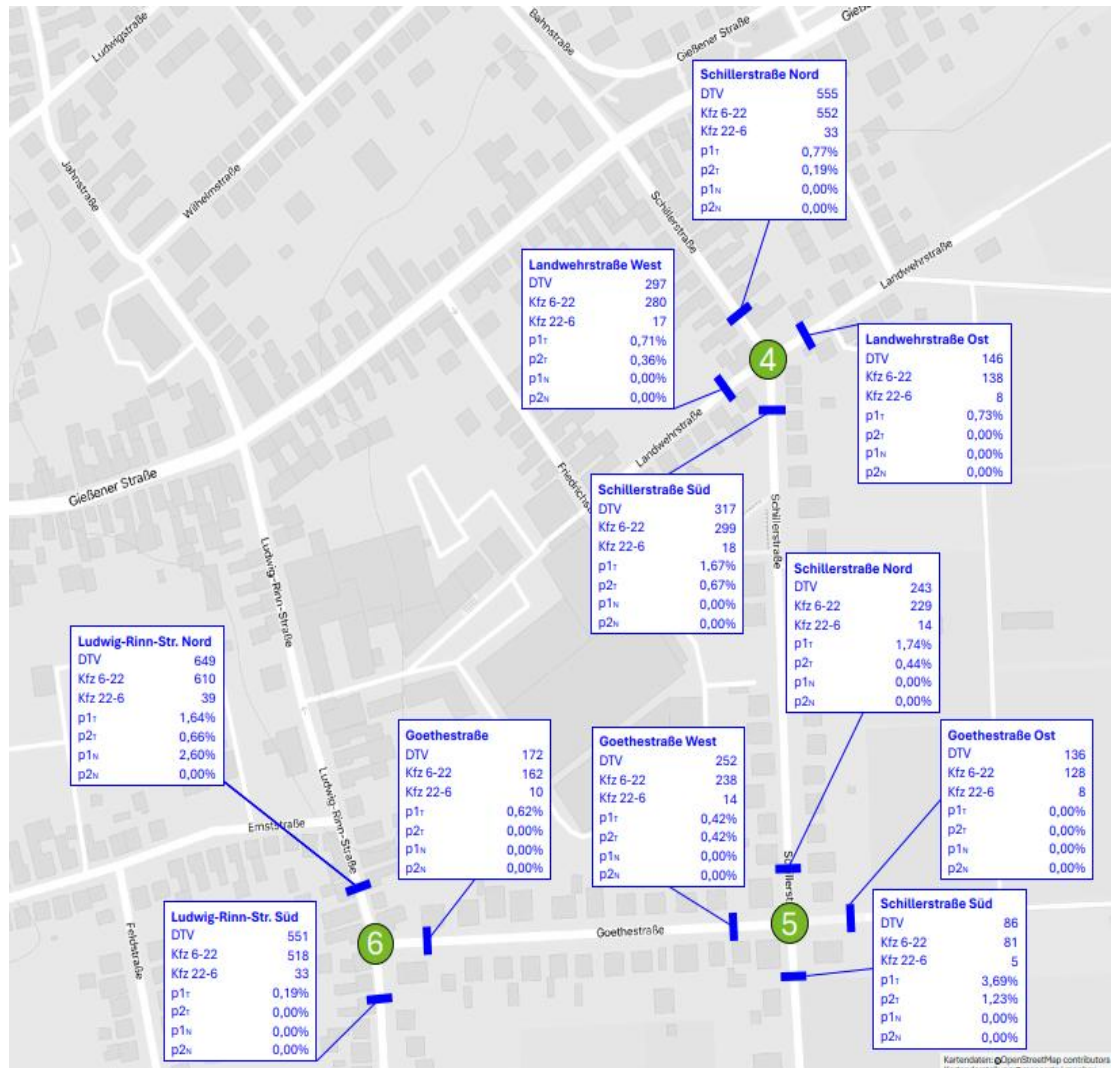 Ludwigstraße
Bahnstraße
Gießener Straße
Jahnstraße
Wilhelmstraße
Schillerstraße
Schillerstraße Nord
DTV 555
Kfz 6-22 552
Kfz 22-6 33
p1T 0,77%
p2T 0,19%
p1N 0,00%
p2N 0,00%
Landwehrstraße
Landwehrstraße West
DTV 297
Kfz 6-22 280
Kfz 22-6 17
p1T 0,71%
p2T 0,36%
p1N 0,00%
p2N 0,00%
4
Landwehrstraße Ost
DTV 146
Kfz 6-22 138
Kfz 22-6 8
p1T 0,73%
p2T 0,00%
p1N 0,00%
p2N 0,00%
Landwehrstraße
Gießener Straße
Schillerstraße Süd
DTV 317
Kfz 6-22 299
Kfz 22-6 18
p1T 1,67%
p2T 0,67%
p1N 0,00%
p2N 0,00%
Schillerstraße
Ludwig-Rinn-Straße
Schillerstraße Nord
DTV 243
Kfz 6-22 229
Kfz 22-6 14
p1T 1,74%
p2T 0,44%
p1N 0,00%
p2N 0,00%
Ludwig-Rinn-Str. Nord
DTV 649
Kfz 6-22 610
Kfz 22-6 39
p1T 1,64%
p2T 0,66%
p1N 2,60%
p2N 0,00%
Goethestraße
DTV 172
Kfz 6-22 162
Kfz 22-6 10
p1T 0,62%
p2T 0,00%
p1N 0,00%
p2N 0,00%
Goethestraße West
DTV 252
Kfz 6-22 238
Kfz 22-6 14
p1T 0,42%
p2T 0,42%
p1N 0,00%
p2N 0,00%
Goethestraße Ost
DTV 136
Kfz 6-22 128
Kfz 22-6 8
p1T 0,00%
p2T 0,00%
p1N 0,00%
p2N 0,00%
Ludwig-Rinn-Straße
Ernststraße
Feldstraße
Ludwig-Rinn-Str. Süd
DTV 551
Kfz 6-22 518
Kfz 22-6 33
p1T 0,19%
p2T 0,00%
p1N 0,00%
p2N 0,00%
6
Goethestraße
5
Schillerstraße Süd
DTV 86
Kfz 6-22 81
Kfz 22-6 5
p1T 3,69%
p2T 1,23%
p1N 0,00%
p2N 0,00%
Kartendaten: OpenStreetMap contributors